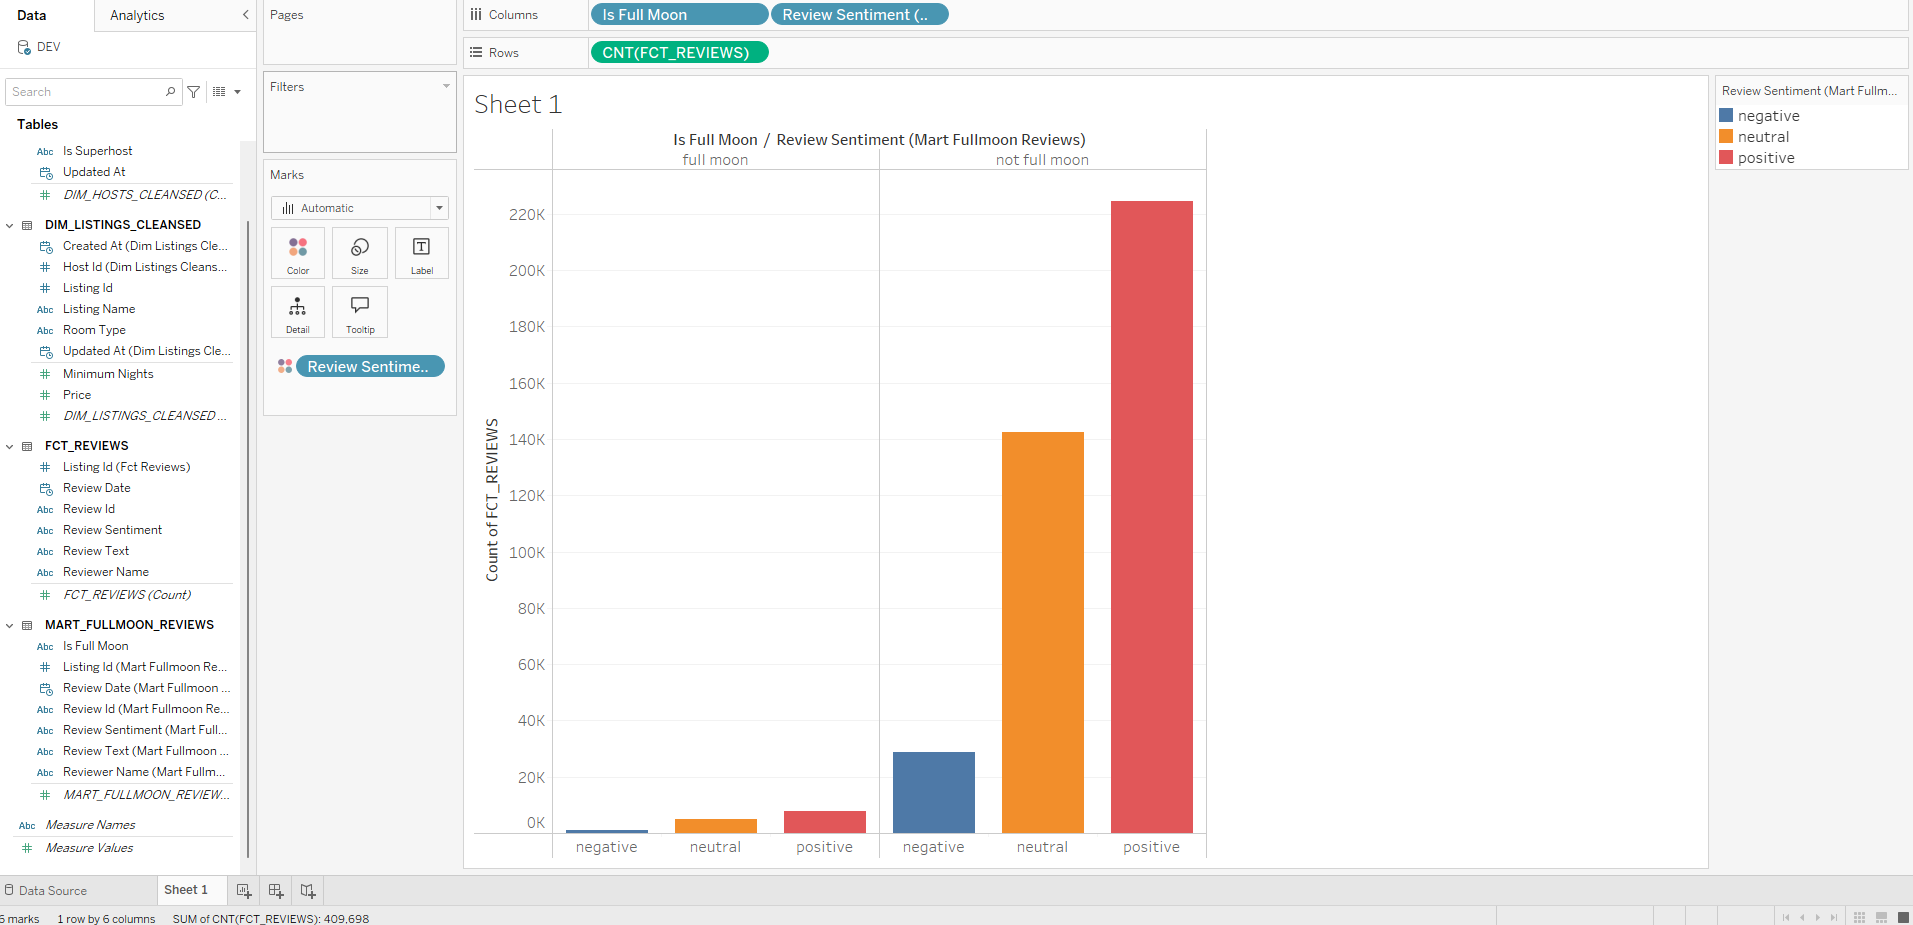 Data
Analytics
DEV
Search
Tables
Abc Is Superhost
Updated At
# DIM_HOSTS_CLEANSED (C...
DIM_LISTINGS_CLEANSED
Created At (Dim Listings Cle...
# Host Id (Dim Listings Cleans...
# Listing Id
Abc Listing Name
Abc Room Type
Updated At (Dim Listings Cle...
# Minimum Nights
# Price
# DIM_LISTINGS_CLEANSED ...
FCT_REVIEWS
# Listing Id (Fct Reviews)
Review Date
Abc Review Id
Abc Review Sentiment
Abc Review Text
Abc Reviewer Name
# FCT_REVIEWS (Count)
MART_FULLMOON_REVIEWS
Abc Is Full Moon
# Listing Id (Mart Fullmoon Re...
Review Date (Mart Fullmoon ...
Abc Review Id (Mart Fullmoon Re...
Abc Review Sentiment (Mart Full...
Abc Review Text (Mart Fullmoon ...
Abc Reviewer Name (Mart Fullm...
# MART_FULLMOON_REVIEW...
Abc Measure Names
# Measure Values
Pages
Filters
Marks
Automatic
Color
Size
T
Label
Detail
Tooltip
Review Sentime..
Columns
Is Full Moon
Review Sentiment (..
Rows
CNT(FCT_REVIEWS)
Sheet 1
Is Full Moon / Review Sentiment (Mart Fullmoon Reviews)
full moon
not full moon
Count of FCT_REVIEWS
220K
200K
180K
160K
140K
120K
100K
80K
60K
40K
20K
0K
negative
neutral
positive
negative
neutral
positive
Review Sentiment (Mart Fullm...
negative
neutral
positive
Data Source
Sheet 1
6 marks
1 row by 6 columns
SUM of CNT(FCT_REVIEWS): 409,698